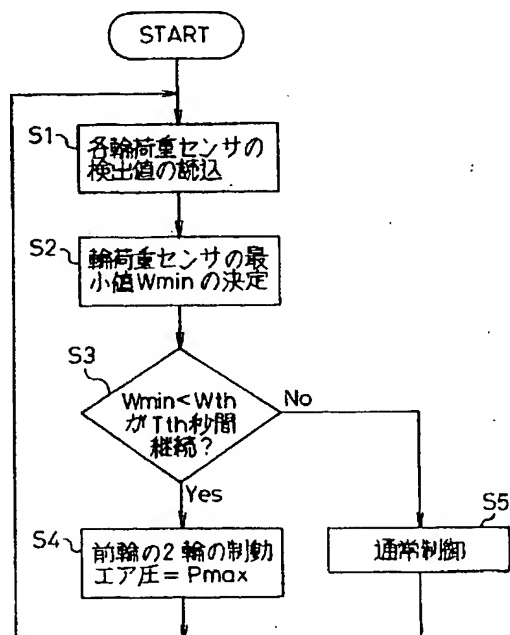 START
S1
各輪荷重センサの
検出値の読込
S2
輪荷重センサの最
小値Wminの決定
S3
Wmin<Wth
がTth秒間
継続?
No
Yes
S4
前輪の2輪の制動
エア圧=Pmax
S5
通常制御